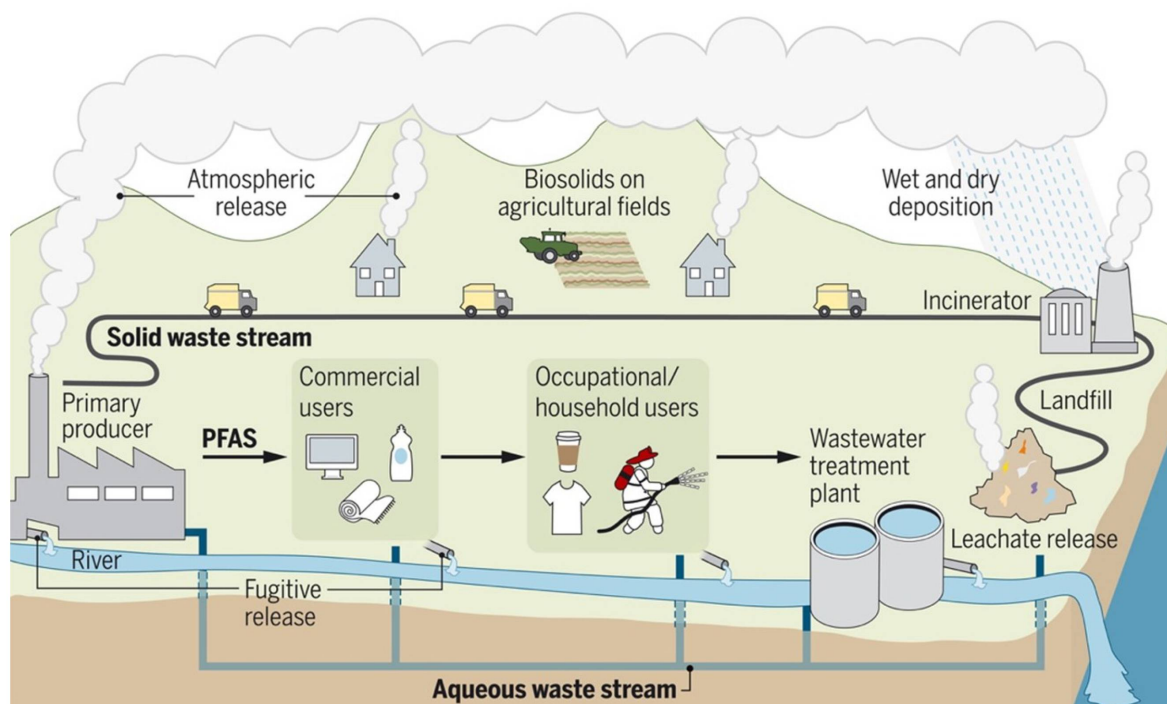 Atmospheric
release
Biosolids on
agricultural fields
Wet and dry
deposition
Incinerator
Solid waste stream
Primary
producer
PFAS
Commercial
users
Occupational/
household users
Wastewater
treatment
plant
Landfill
Leachate release
River
Fugitive
release
Aqueous waste stream